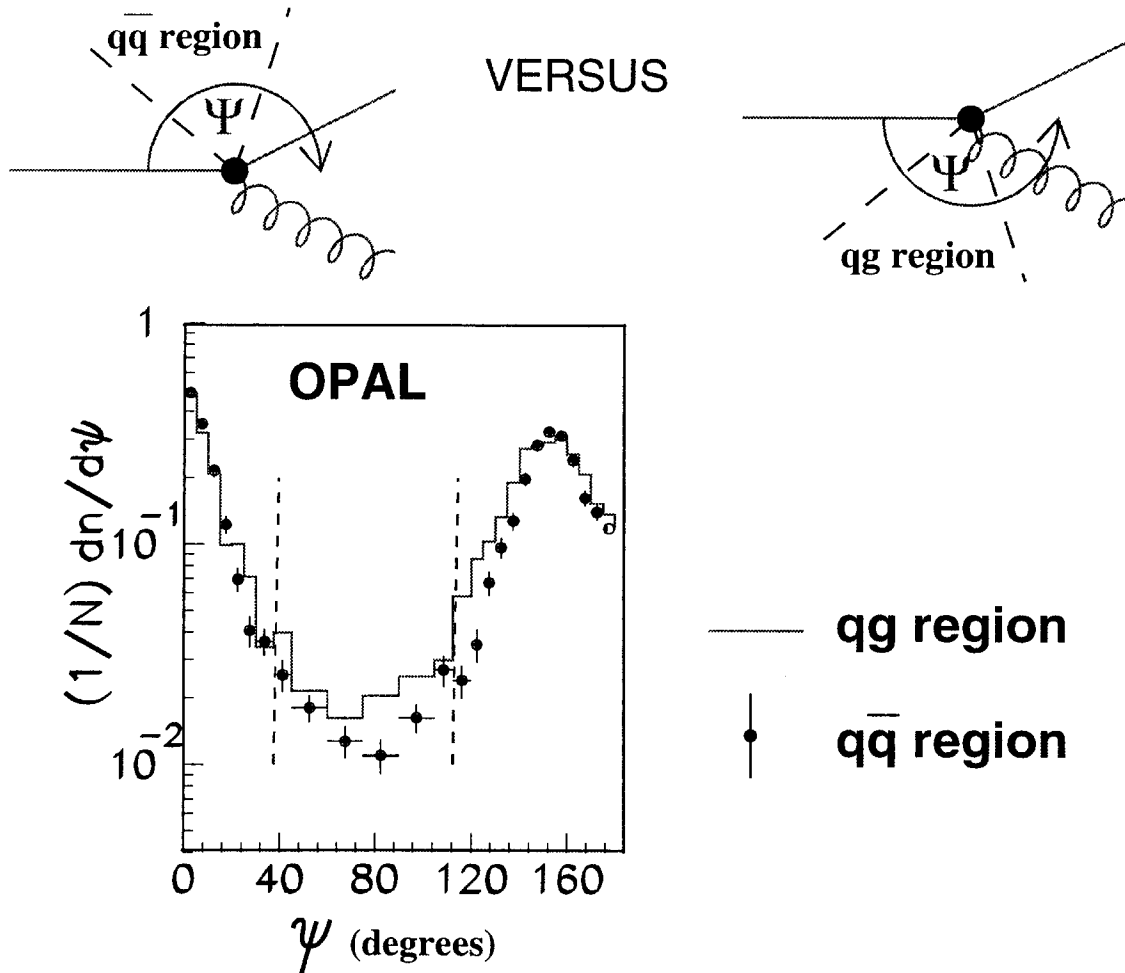 qq̅ region
VERSUS
Ψ
Ψ
qg region
OPAL
(1/N) dn/dψ
1
10⁻¹
10⁻²
0 40 80 120 160
ψ (degrees)
qg region
qq̅ region